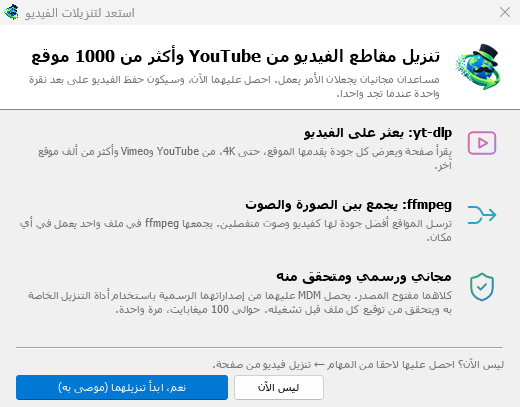 استعد لتنزيلات الفيديو
تنزيل مقاطع الفيديو من YouTube وأكثر من 1000 موقع
مساعدان مجانيان يجعلان الأمر يعمل. احصل عليهما الآن، وسيكون حفظ الفيديو على بعد نقرة
واحدة عندما تجد واحدا.
yt-dlp: يعثر على الفيديو
يقرأ صفحة ويعرض كل جودة يقدمها الموقع، حتى 4K، من YouTube وVimeo وأكثر من ألف موقع
آخر.
ffmpeg: يجمع بين الصورة والصوت
ترسل المواقع أفضل جودة لها كفيديو وصوت منفصلين. يجمعها ffmpeg في ملف واحد يعمل في أي
مكان.
مجاني ورسمي ومتحقق منه
كلاهما مفتوح المصدر. يحصل MDM عليهما من إصداراتهما الرسمية باستخدام أداة التنزيل الخاصة
به ويتحقق من توقيع كل ملف قبل تشغيله. حوالي 100 ميغابايت، مرة واحدة.
ليس الآن؟ احصل عليها لاحقا من المهام ← تنزيل فيديو من صفحة.
ليس الآن
نعم، ابدأ تنزيلهما (موصى به)